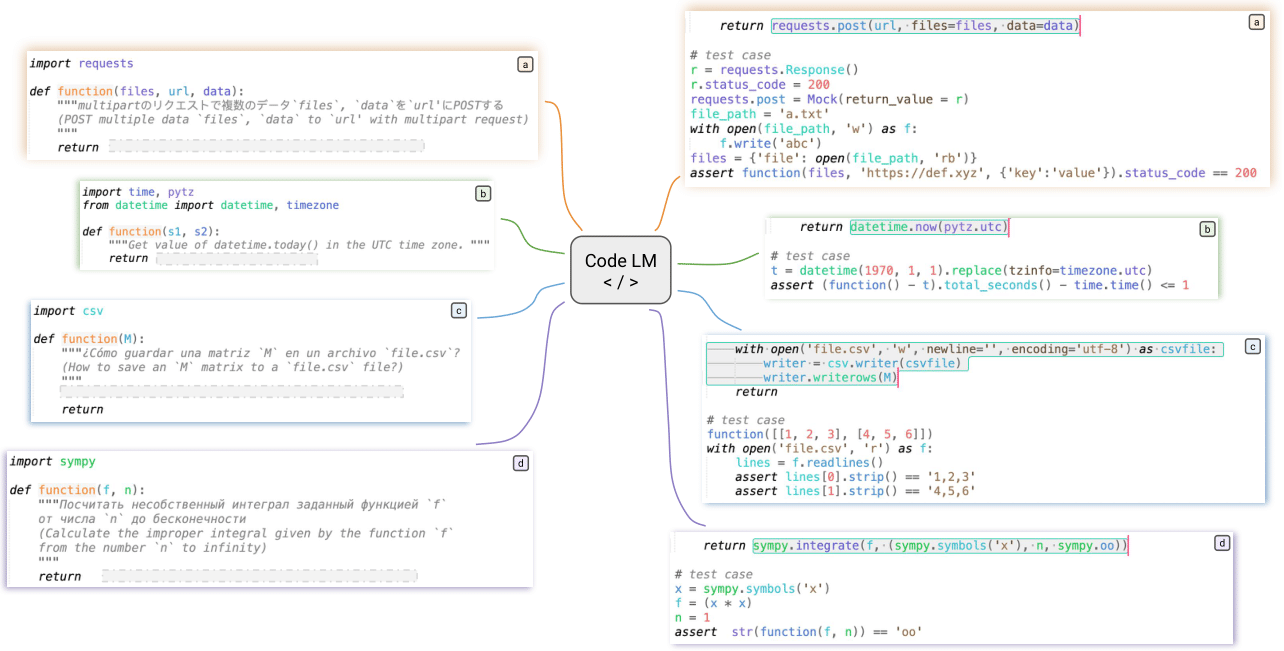 import requests
a
def function(files, url, data):
"""multipartのリクエストで複数のデータ`files`, `data`を`url'にPOSTする
(POST multiple data `files`, `data` to `url' with multipart request)
"""
return
import time, pytz
b
from datetime import datetime, timezone
def function(s1, s2):
"""Get value of datetime.today() in the UTC time zone. """
return
import csv
c
def function(M):
"""¿Cómo guardar una matriz `M` en un archivo `file.csv`?
(How to save an `M` matrix to a `file.csv` file?)
"""
return
import sympy
d
def function(f, n):
"""Посчитать несобственный интеграл заданный функцией `f`
от числа `n` до бесконечности
(Calculate the improper integral given by the function `f`
from the number `n` to infinity)
"""
return
Code LM
< / >
return requests.post(url, files=files, data=data)
a
# test case
r = requests.Response()
r.status_code = 200
requests.post = Mock(return_value = r)
file_path = 'a.txt'
with open(file_path, 'w') as f:
f.write('abc')
files = {'file': open(file_path, 'rb')}
assert function(files, 'https://def.xyz', {'key':'value'}).status_code == 200
return datetime.now(pytz.utc)
b
# test case
t = datetime(1970, 1, 1).replace(tzinfo=timezone.utc)
assert (function() - t).total_seconds() - time.time() <= 1
with open('file.csv', 'w', newline='', encoding='utf-8') as csvfile:
c
writer = csv.writer(csvfile)
writer.writerows(M)
return
# test case
function([[1, 2, 3], [4, 5, 6]])
with open('file.csv', 'r') as f:
lines = f.readlines()
assert lines[0].strip() == '1,2,3'
assert lines[1].strip() == '4,5,6'
return sympy.integrate(f, (sympy.symbols('x'), n, sympy.oo))
d
# test case
x = sympy.symbols('x')
f = (x * x)
n = 1
assert str(function(f, n)) == 'oo'